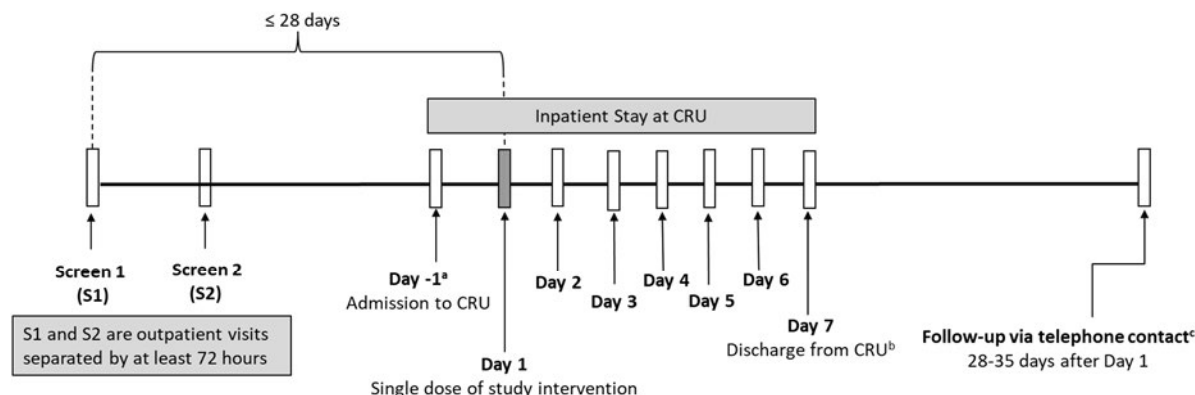 ≤ 28 days
Inpatient Stay at CRU
Screen 1
(S1)
Screen 2
(S2)
S1 and S2 are outpatient visits
separated by at least 72 hours
Day -1ᵃ
Admission to CRU
Day 1
Single dose of study intervention
Day 2
Day 3
Day 4
Day 5
Day 6
Day 7
Discharge from CRUᵇ
Follow-up via telephone contactᶜ
28-35 days after Day 1